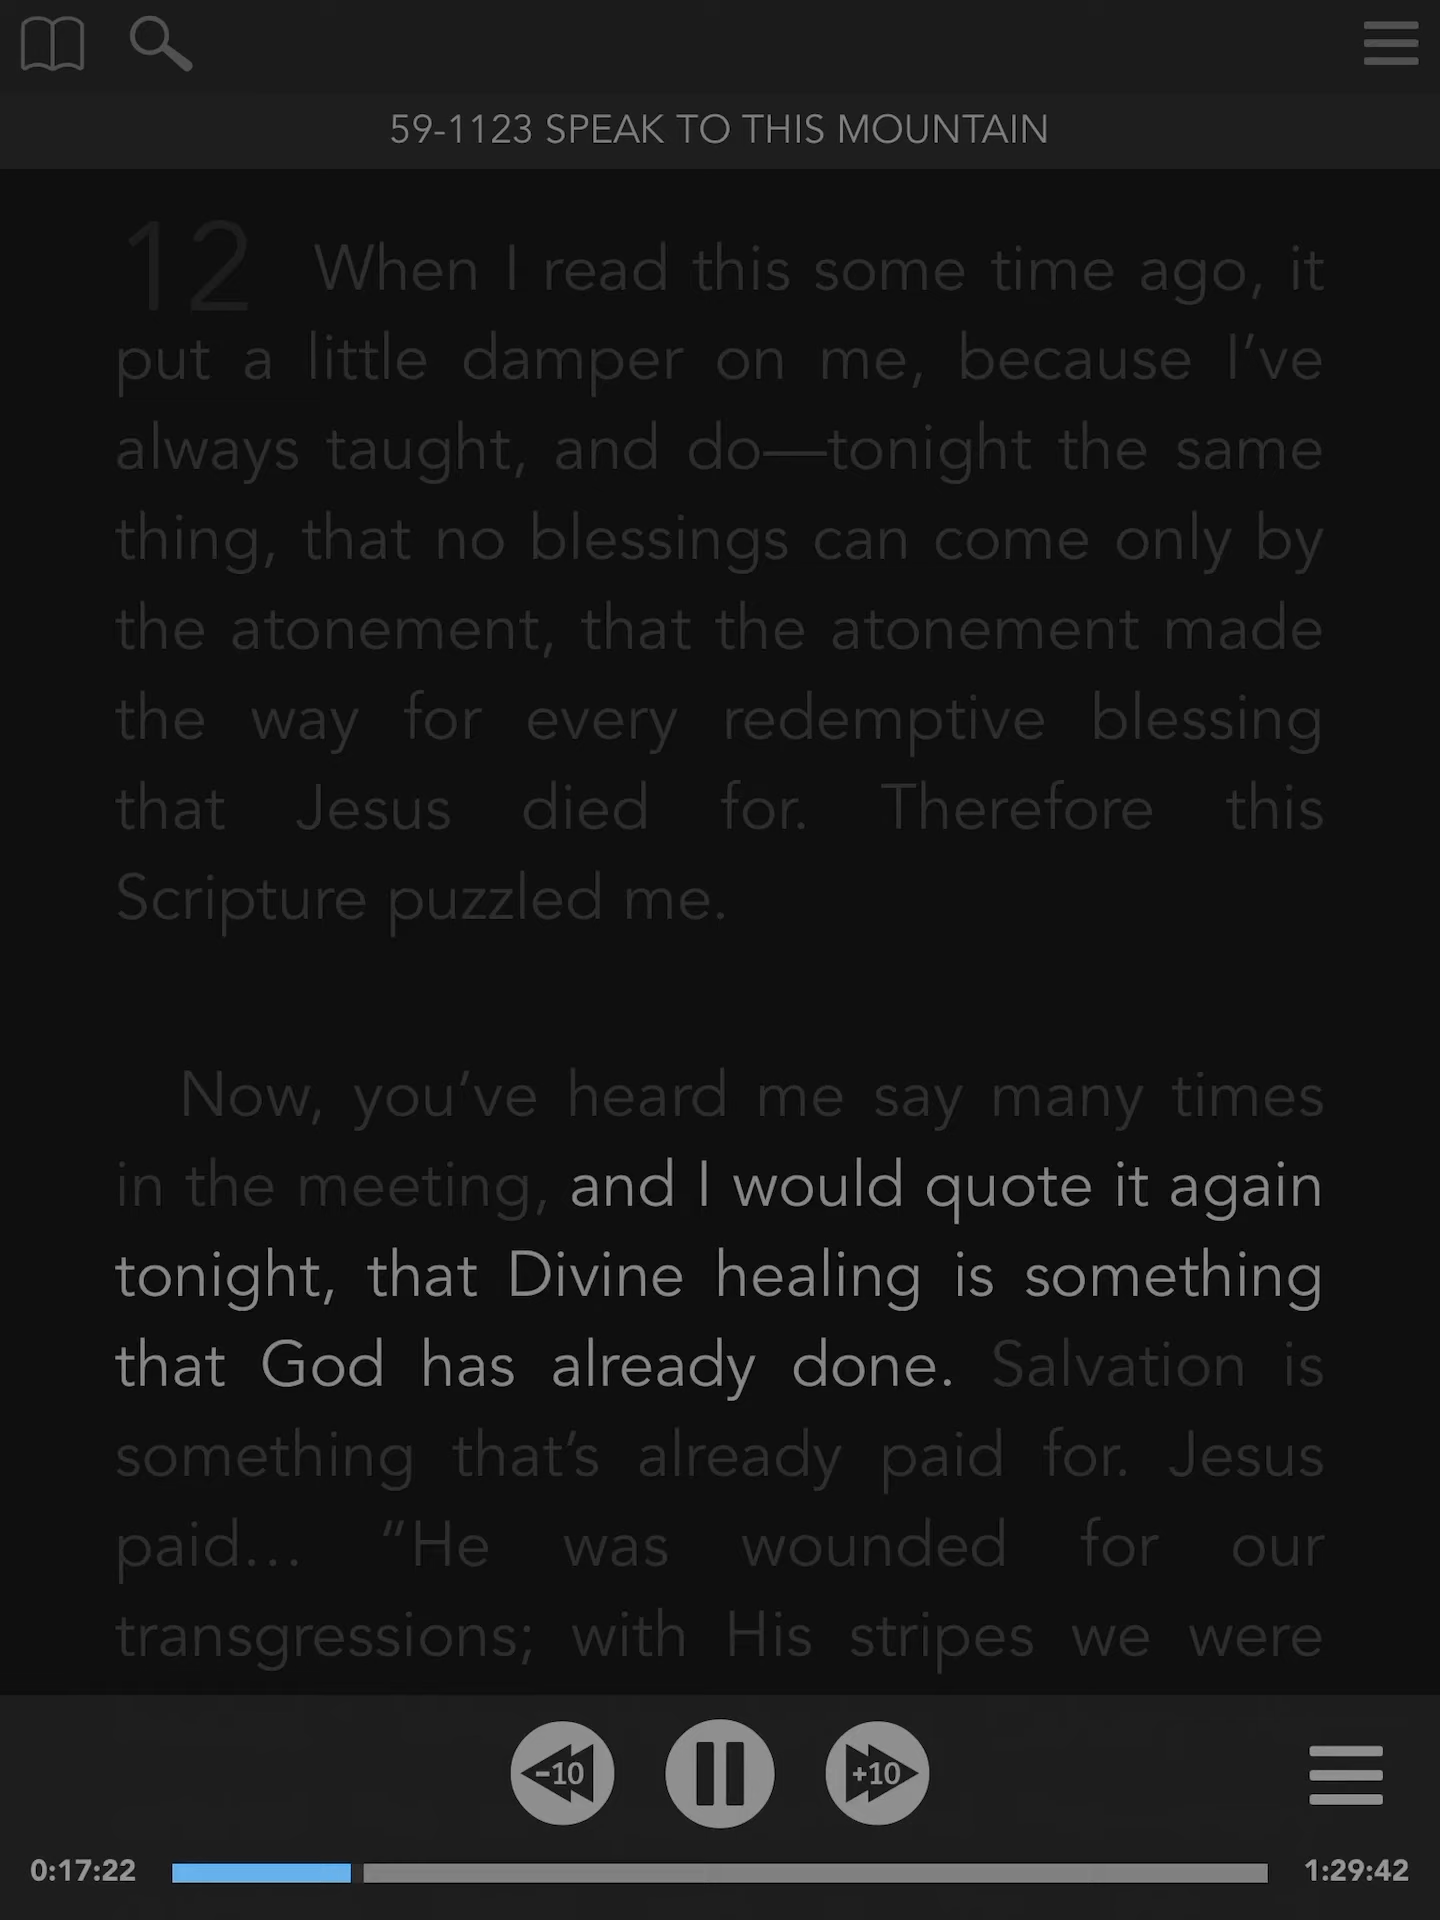 59-1123 SPEAK TO THIS MOUNTAIN
12 When I read this some time ago, it
put a little damper on me, because I’ve
always taught, and do—tonight the same
thing, that no blessings can come only by
the atonement, that the atonement made
the way for every redemptive blessing
that Jesus died for. Therefore this
Scripture puzzled me.
Now, you’ve heard me say many times
in the meeting, and I would quote it again
tonight, that Divine healing is something
that God has already done. Salvation is
something that’s already paid for. Jesus
paid… “He was wounded for our
transgressions; with His stripes we were
-10 +10
0:17:22 1:29:42